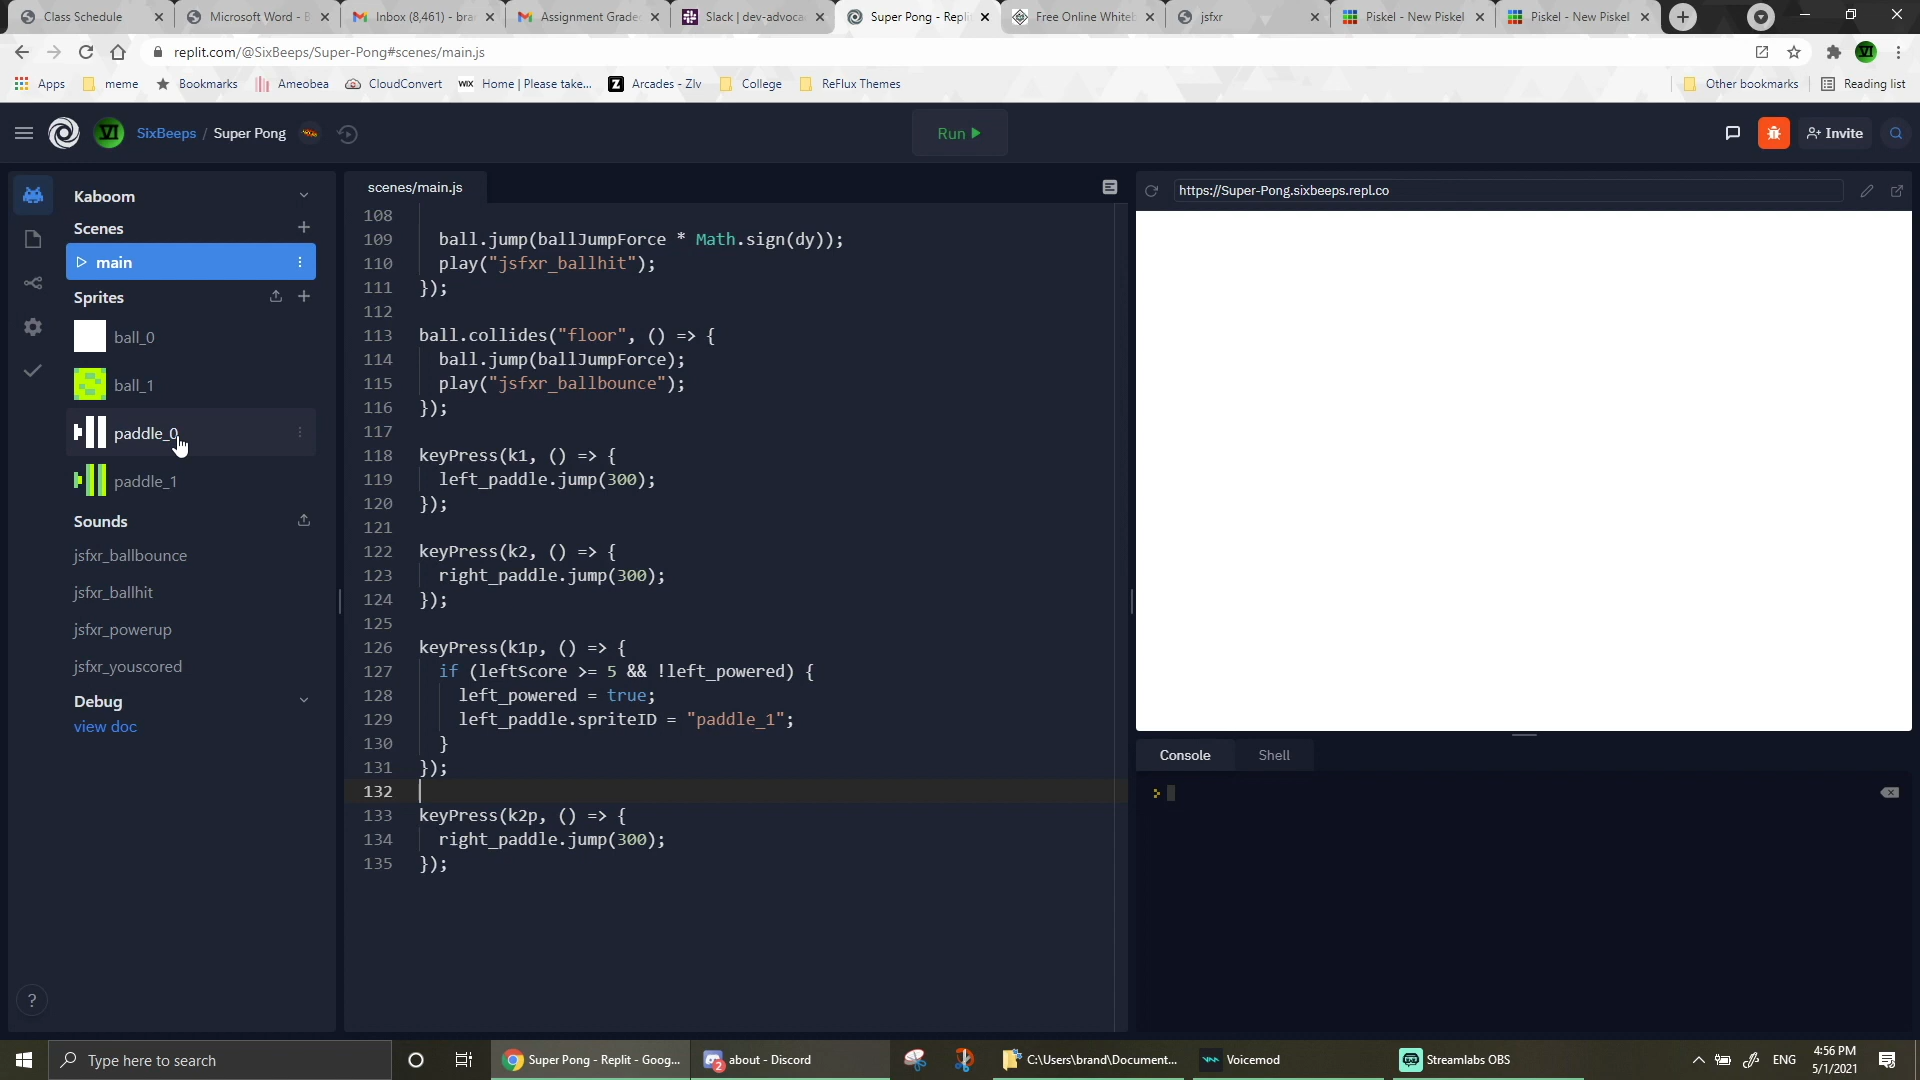 Class Schedule
Microsoft Word - B
Inbox (8,461) - bra
Assignment Grade
Slack | dev-advoca
Super Pong - Repli
Free Online Whiteb
jsfxr
Piskel - New Piskel
Piskel - New Piskel
replit.com/@SixBeeps/Super-Pong#scenes/main.js
Apps
meme
Bookmarks
Ameobea
CloudConvert
WiX Home | Please take...
Z Arcades - Zlv
College
ReFlux Themes
Other bookmarks
Reading list
SixBeeps / Super Pong
Run
Invite
Kaboom
Scenes
main
Sprites
ball_0
ball_1
paddle_0
paddle_1
Sounds
jsfxr_ballbounce
jsfxr_ballhit
jsfxr_powerup
jsfxr_youscored
Debug
view doc
?
scenes/main.js
108
109 ball.jump(ballJumpForce * Math.sign(dy));
110 play("jsfxr_ballhit");
111 });
112
113 ball.collides("floor", () => {
114 ball.jump(ballJumpForce);
115 play("jsfxr_ballbounce");
116 });
117
118 keyPress(k1, () => {
119 left_paddle.jump(300);
120 });
121
122 keyPress(k2, () => {
123 right_paddle.jump(300);
124 });
125
126 keyPress(k1p, () => {
127 if (leftScore >= 5 && !left_powered) {
128 left_powered = true;
129 left_paddle.spriteID = "paddle_1";
130 }
131 });
132
133 keyPress(k2p, () => {
134 right_paddle.jump(300);
135 });
https://Super-Pong.sixbeeps.repl.co
Console
Shell
Type here to search
Super Pong - Replit - Goog...
2
about - Discord
C:\Users\brand\Document...
Voicemod
Streamlabs OBS
ENG
4:56 PM
5/1/2021